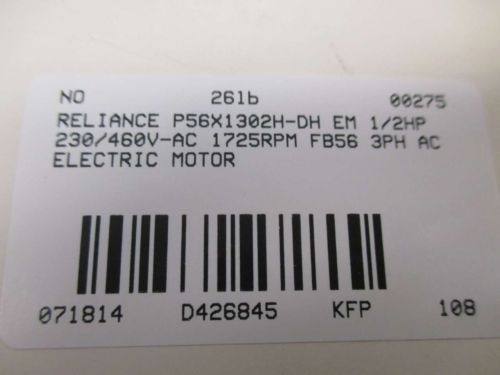 NO 261b 00275
RELIANCE P56X1302H-DH EM 1/2HP
230/460V-AC 1725RPM FB56 3PH AC
ELECTRIC MOTOR
071814 D426845 KFP 108